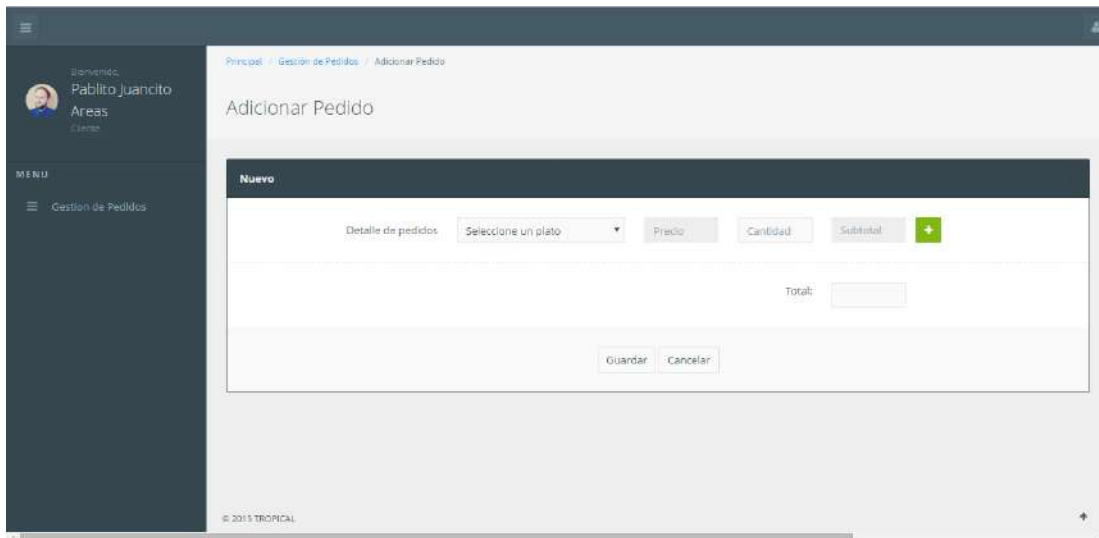 Bienvenido,
Pablito Juancito
Areas
Cliente
MENU
Gestion de Pedidos
Principal / Gestión de Pedidos / Adicionar Pedido
Adicionar Pedido
Nuevo
Detalle de pedidos Seleccione un plato Precio Cantidad Subtotal +
Total:
Guardar Cancelar
© 2015 TROPICAL